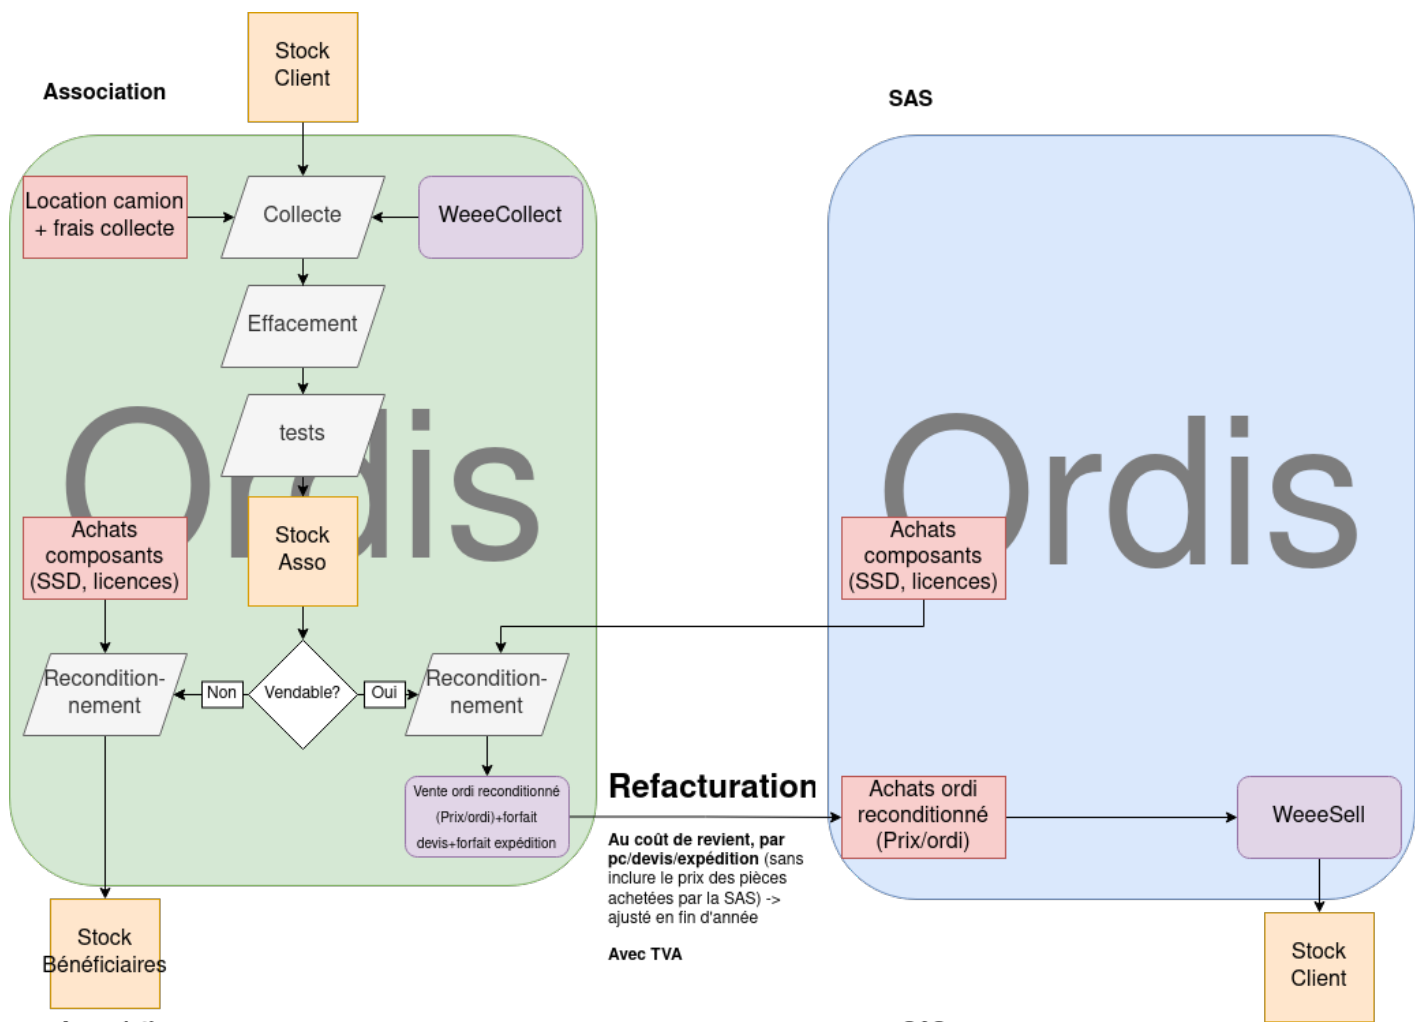 Stock
Client
Association
SAS
Location camion
+ frais collecte
Collecte
WeeeCollect
Effacement
tests
Ordis
Ordis
Achats
composants
(SSD, licences)
Stock
Asso
Achats
composants
(SSD, licences)
Recondition-
nement
Non
Vendable?
Oui
Recondition-
nement
Vente ordi reconditionné
(Prix/ordi)+forfait
devis+forfait expédition
Refacturation
Au coût de revient, par
pc/devis/expédition (sans
inclure le prix des pièces
achetées par la SAS) ->
ajusté en fin d'année
Avec TVA
Achats ordi
reconditionné
(Prix/ordi)
WeeeSell
Stock
Bénéficiaires
Stock
Client